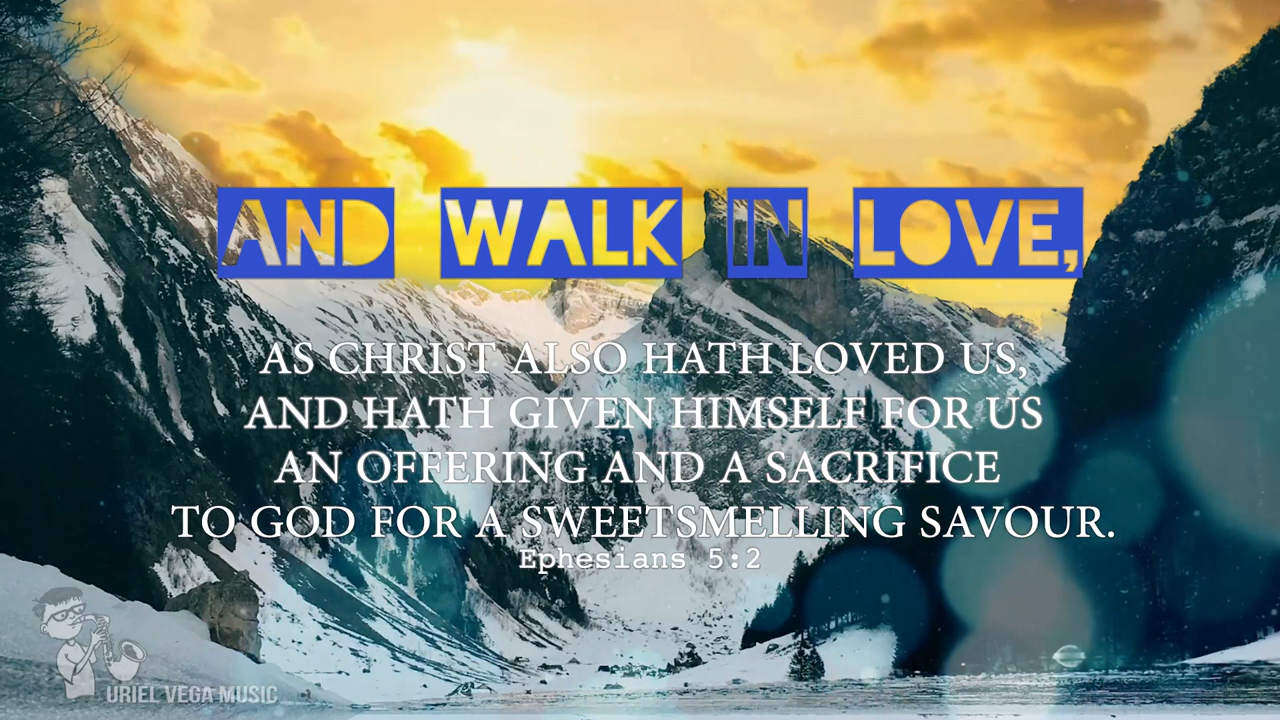 AND WALK IN LOVE,
AS CHRIST ALSO HATH LOVED US,
AND HATH GIVEN HIMSELF FOR US
AN OFFERING AND A SACRIFICE
TO GOD FOR A SWEETSMELLING SAVOUR.
Ephesians 5:2
URIEL VEGA MUSIC